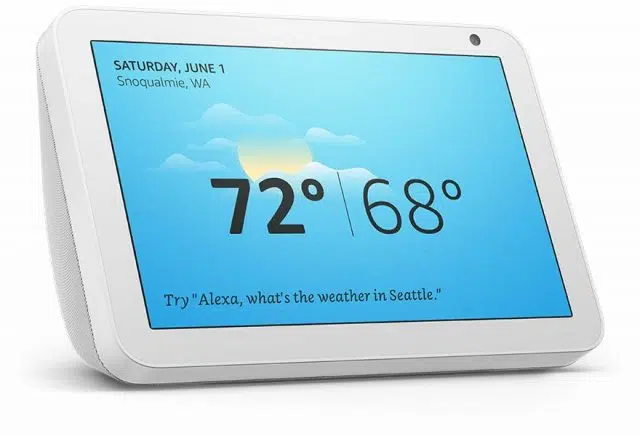 SATURDAY, JUNE 1
Snoqualmie, WA
72° 68°
Try "Alexa, what's the weather in Seattle."